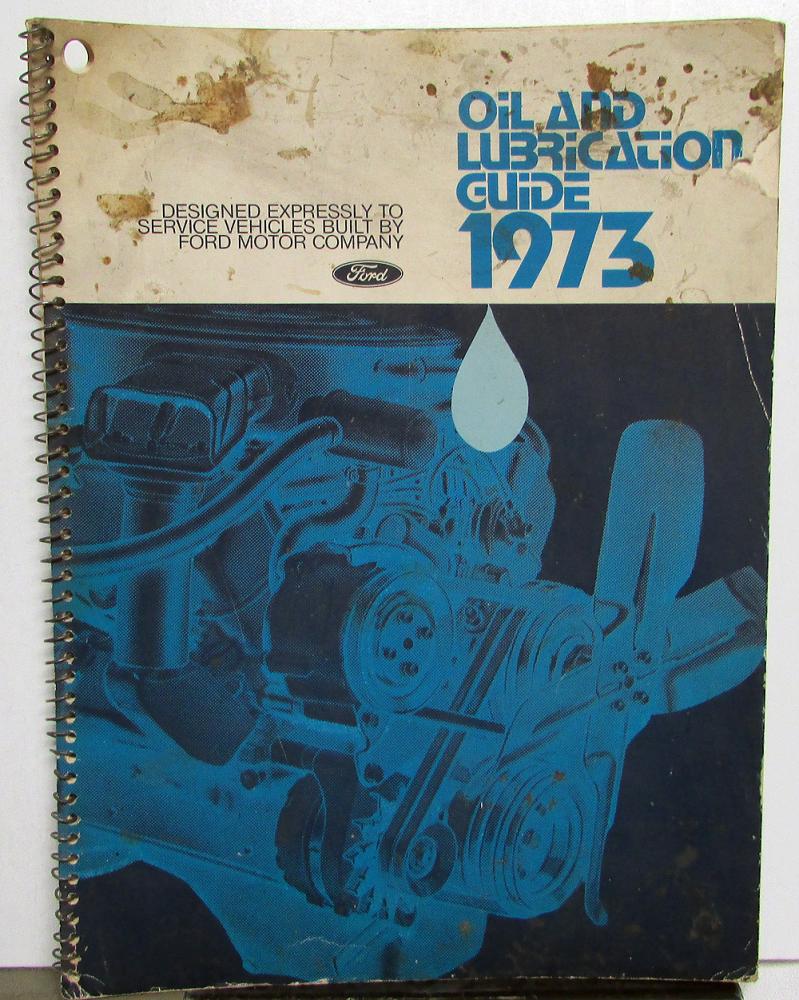 OiL AND
LUBRiCATiON
GUiDE
1973
DESIGNED EXPRESSLY TO
SERVICE VEHICLES BUILT BY
FORD MOTOR COMPANY
Ford